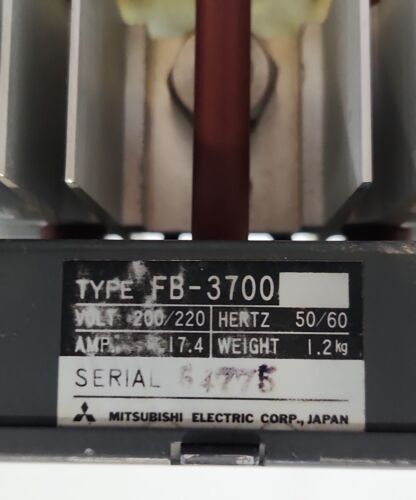 TYPE FB-3700
VOLT 200/220 HERTZ 50/60
AMP. 17.4 WEIGHT 1.2kg
SERIAL 54775
MITSUBISHI ELECTRIC CORP., JAPAN